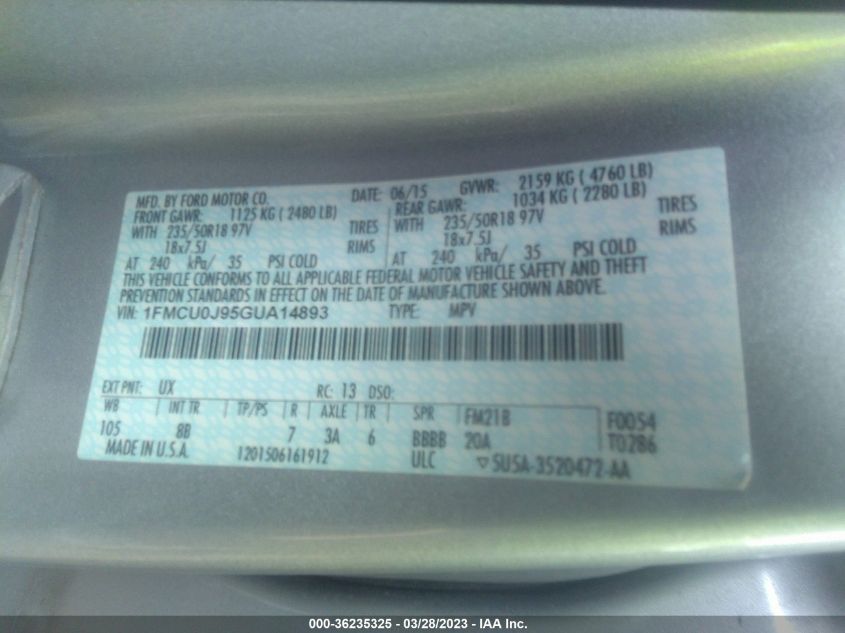 MFD. BY FORD MOTOR CO. DATE: 06/15 GVWR: 2159 KG ( 4760 LB)
FRONT GAWR: 1125 KG ( 2480 LB) REAR GAWR: 1034 KG ( 2280 LB)
WITH 235/50R18 97V TIRES WITH 235/50R18 97V TIRES
18x7.5J RIMS 18x7.5J RIMS
AT 240 kPa/ 35 PSI COLD AT 240 kPa/ 35 PSI COLD
THIS VEHICLE CONFORMS TO ALL APPLICABLE FEDERAL MOTOR VEHICLE SAFETY AND THEFT
PREVENTION STANDARDS IN EFFECT ON THE DATE OF MANUFACTURE SHOWN ABOVE.
VIN: 1FMCU0J95GUA14893 TYPE: MPV
EXT PNT: UX RC: 13 DSO:
WB INT TR TP/PS R AXLE TR SPR FM21B F0054
105 8B 7 3A 6 BBBB 20A T0286
MADE IN U.S.A. 1201506161912 ULC ▽5U5A-3520472-AA
000-36235325 - 03/28/2023 - IAA Inc.